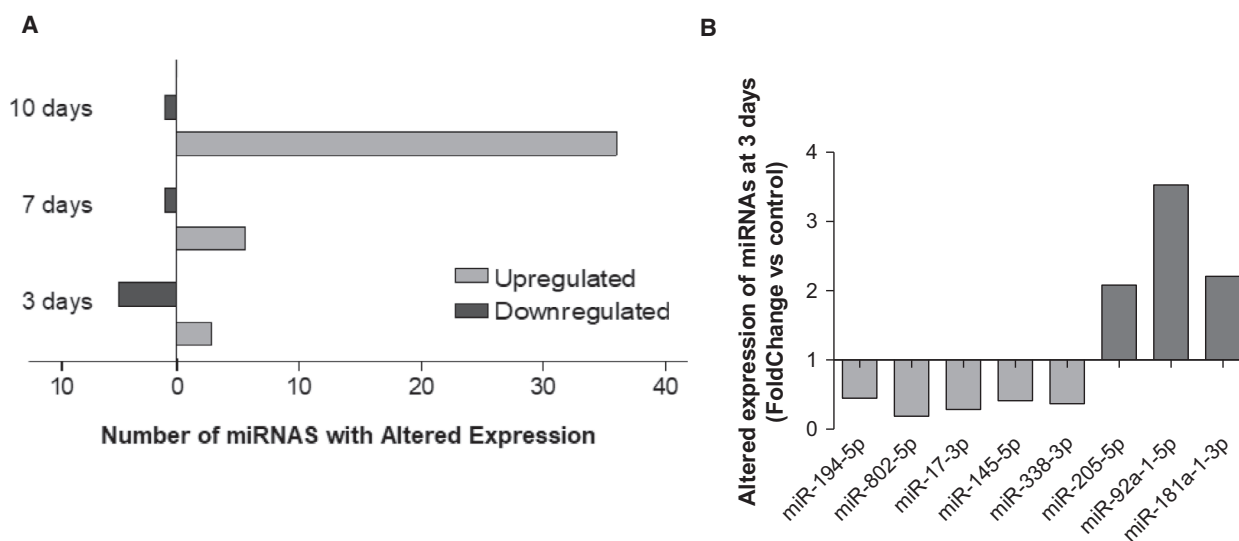 A
10 days
7 days
3 days
Upregulated
Downregulated
10 0 10 20 30 40
Number of miRNAS with Altered Expression
B
Altered expression of miRNAs at 3 days
(FoldChange vs control)
4
3
2
1
0
miR-194-5p
miR-802-5p
miR-17-3p
miR-145-5p
miR-338-3p
miR-205-5p
miR-92a-1-5p
miR-181a-1-3p